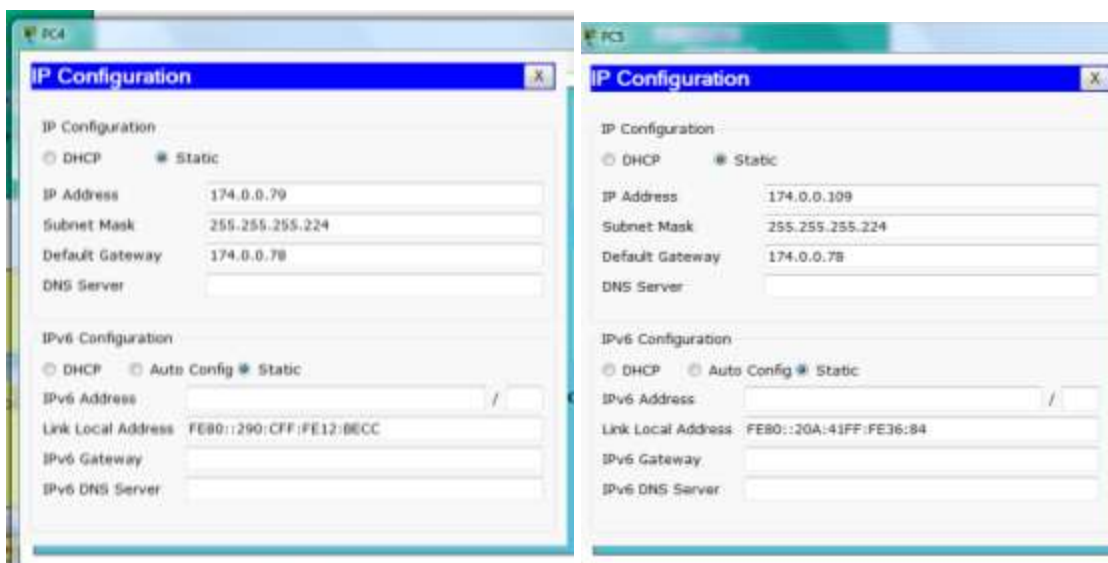 PC4
IP Configuration
X
IP Configuration
DHCP Static
IP Address 174.0.0.79
Subnet Mask 255.255.255.224
Default Gateway 174.0.0.78
DNS Server
IPv6 Configuration
DHCP Auto Config Static
IPv6 Address /
Link Local Address FE80::290:CFF:FE12:BECC
IPv6 Gateway
IPv6 DNS Server
PC5
IP Configuration
X
IP Configuration
DHCP Static
IP Address 174.0.0.109
Subnet Mask 255.255.255.224
Default Gateway 174.0.0.78
DNS Server
IPv6 Configuration
DHCP Auto Config Static
IPv6 Address /
Link Local Address FE80::20A:41FF:FE36:84
IPv6 Gateway
IPv6 DNS Server